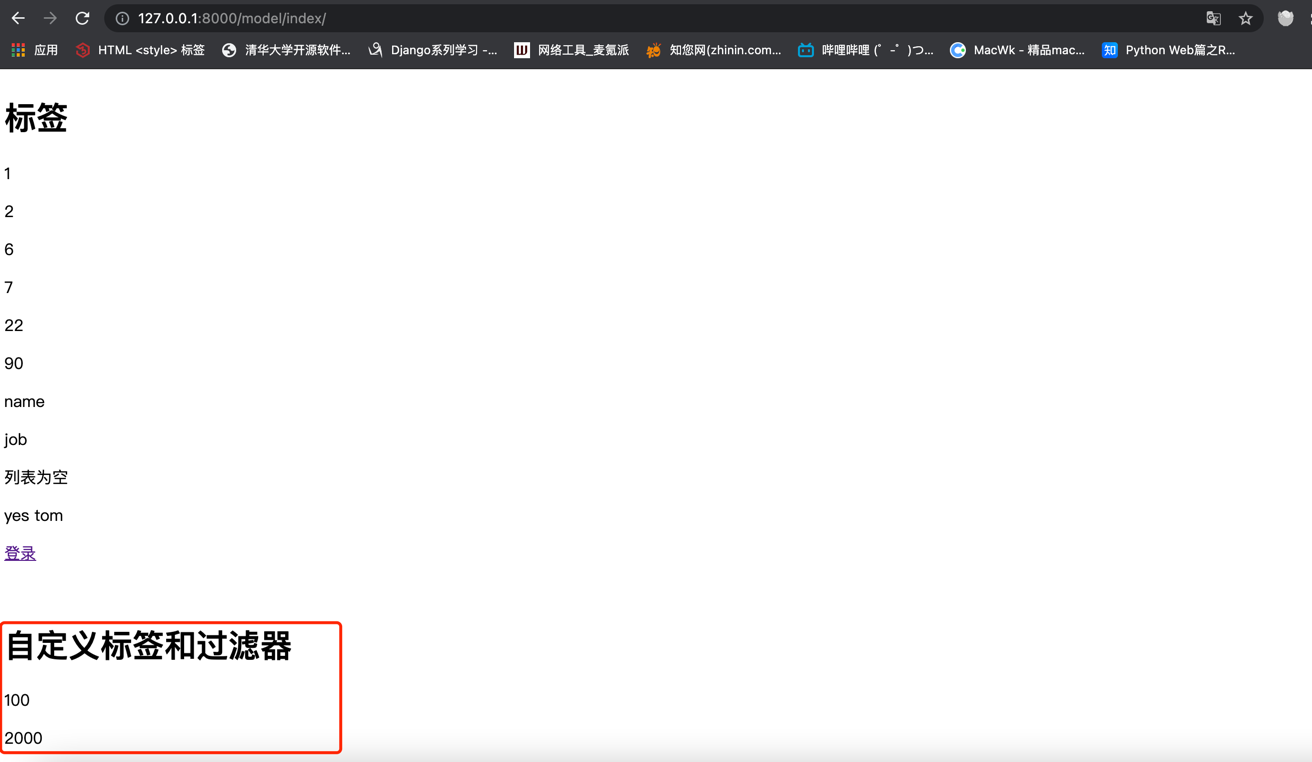 127.0.0.1:8000/model/index/
应用 HTML <style> 标签 清华大学开源软件... Django系列学习 -... 网络工具_麦氪派 知您网(zhinin.com... 哔哩哔哩 (゜-゜)つ... MacWk - 精品mac... Python Web篇之R...
标签
1
2
6
7
22
90
name
job
列表为空
yes tom
登录
自定义标签和过滤器
100
2000